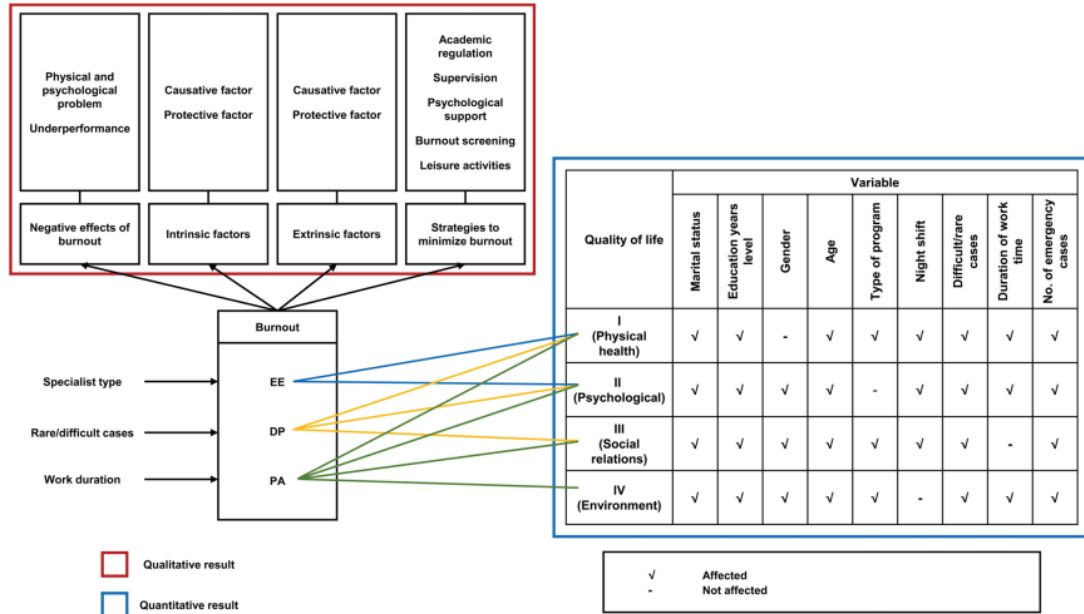 Physical and
psychological
problem
Underperformance
Causative factor
Protective factor
Causative factor
Protective factor
Academic
regulation
Supervision
Psychological
support
Burnout screening
Leisure activities
Negative effects of
burnout
Intrinsic factors
Extrinsic factors
Strategies to
minimize burnout
Burnout
Specialist type
EE
Rare/difficult cases
DP
Work duration
PA
Quality of life
Variable
Marital status
Education years
level
Gender
Age
Type of program
Night shift
Difficult/rare
cases
Duration of work
time
No. of emergency
cases
I
(Physical
health)
√ √ - √ √ √ √ √ √
II
(Psychological)
√ √ √ √ - √ √ √ √
III
(Social
relations)
√ √ √ √ √ √ √ - √
IV
(Environment)
√ √ √ √ √ - √ √ √
Qualitative result
Quantitative result
√ Affected
- Not affected